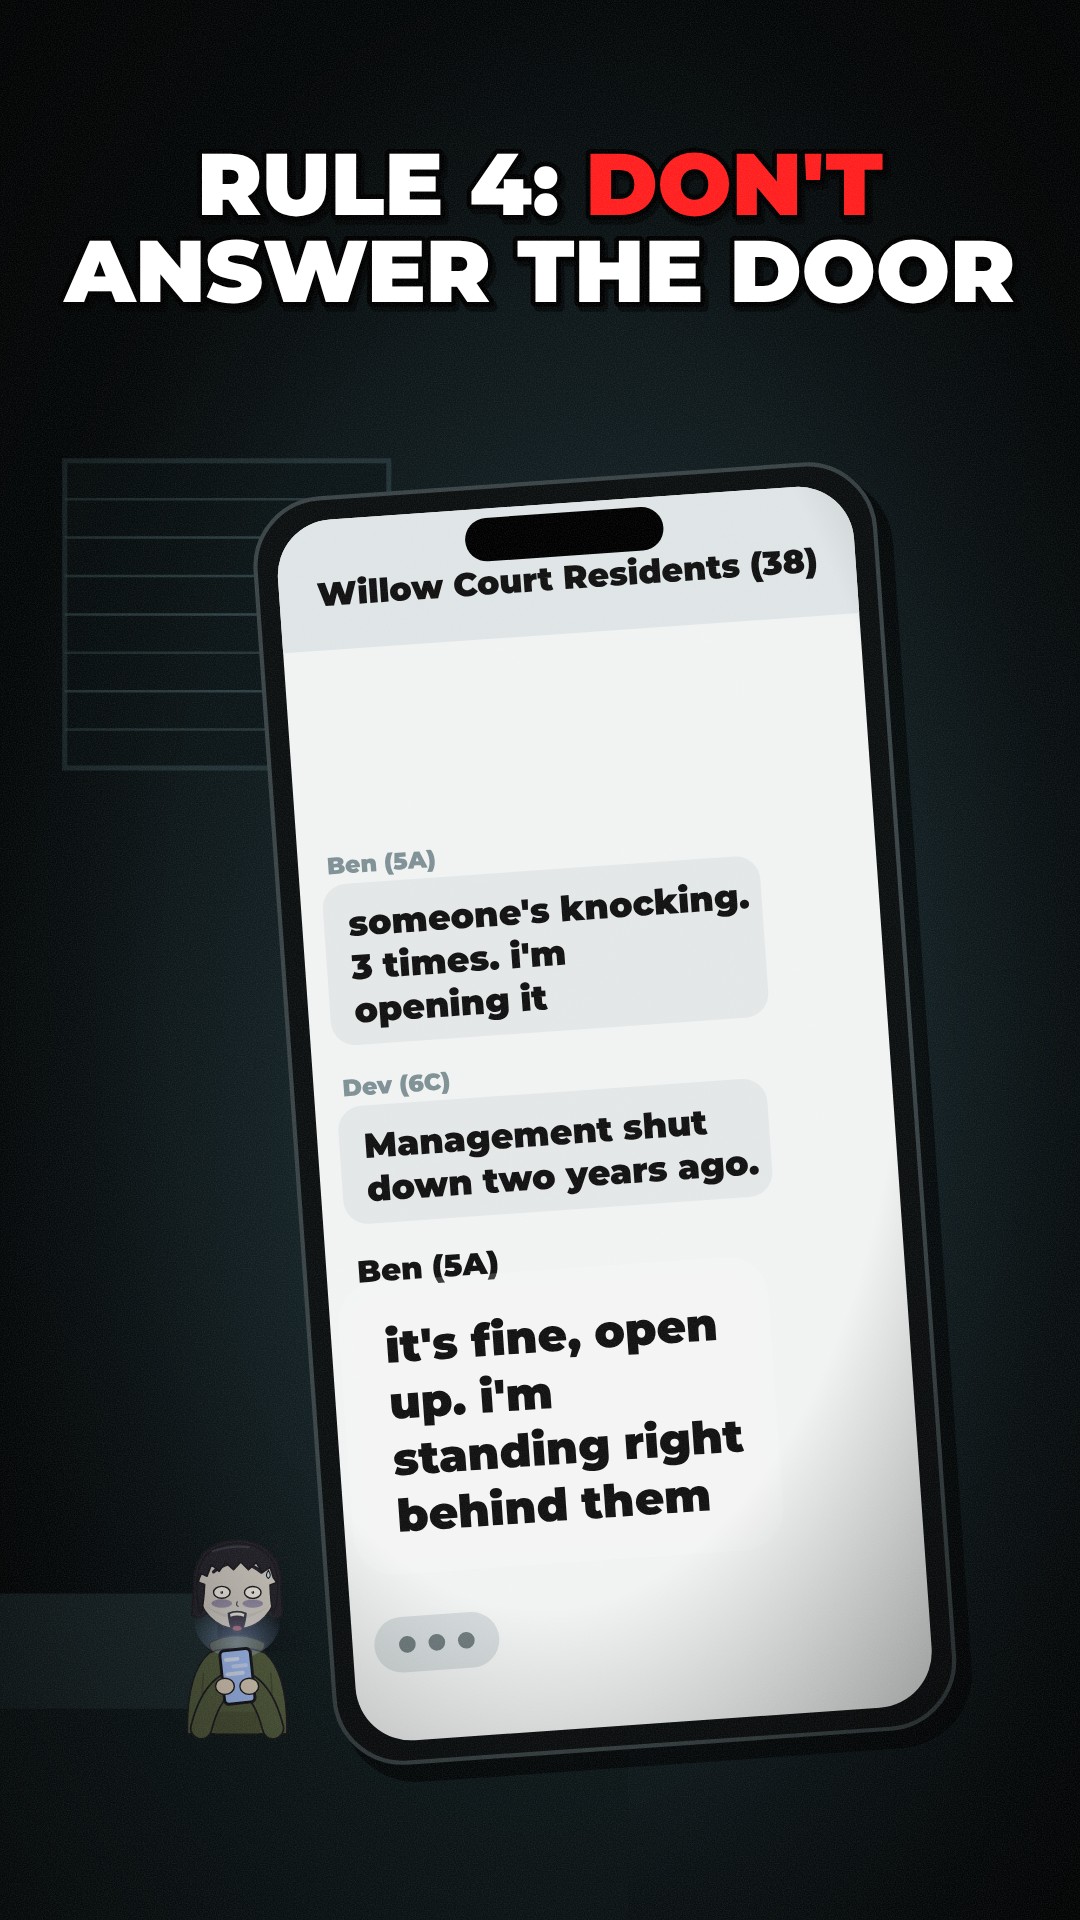 RULE 4: DON'T
ANSWER THE DOOR
Willow Court Residents (38)
Ben (5A)
someone's knocking.
3 times. i'm
opening it
Dev (6C)
Management shut
down two years ago.
Ben (5A)
it's fine, open
up. i'm
standing right
behind them